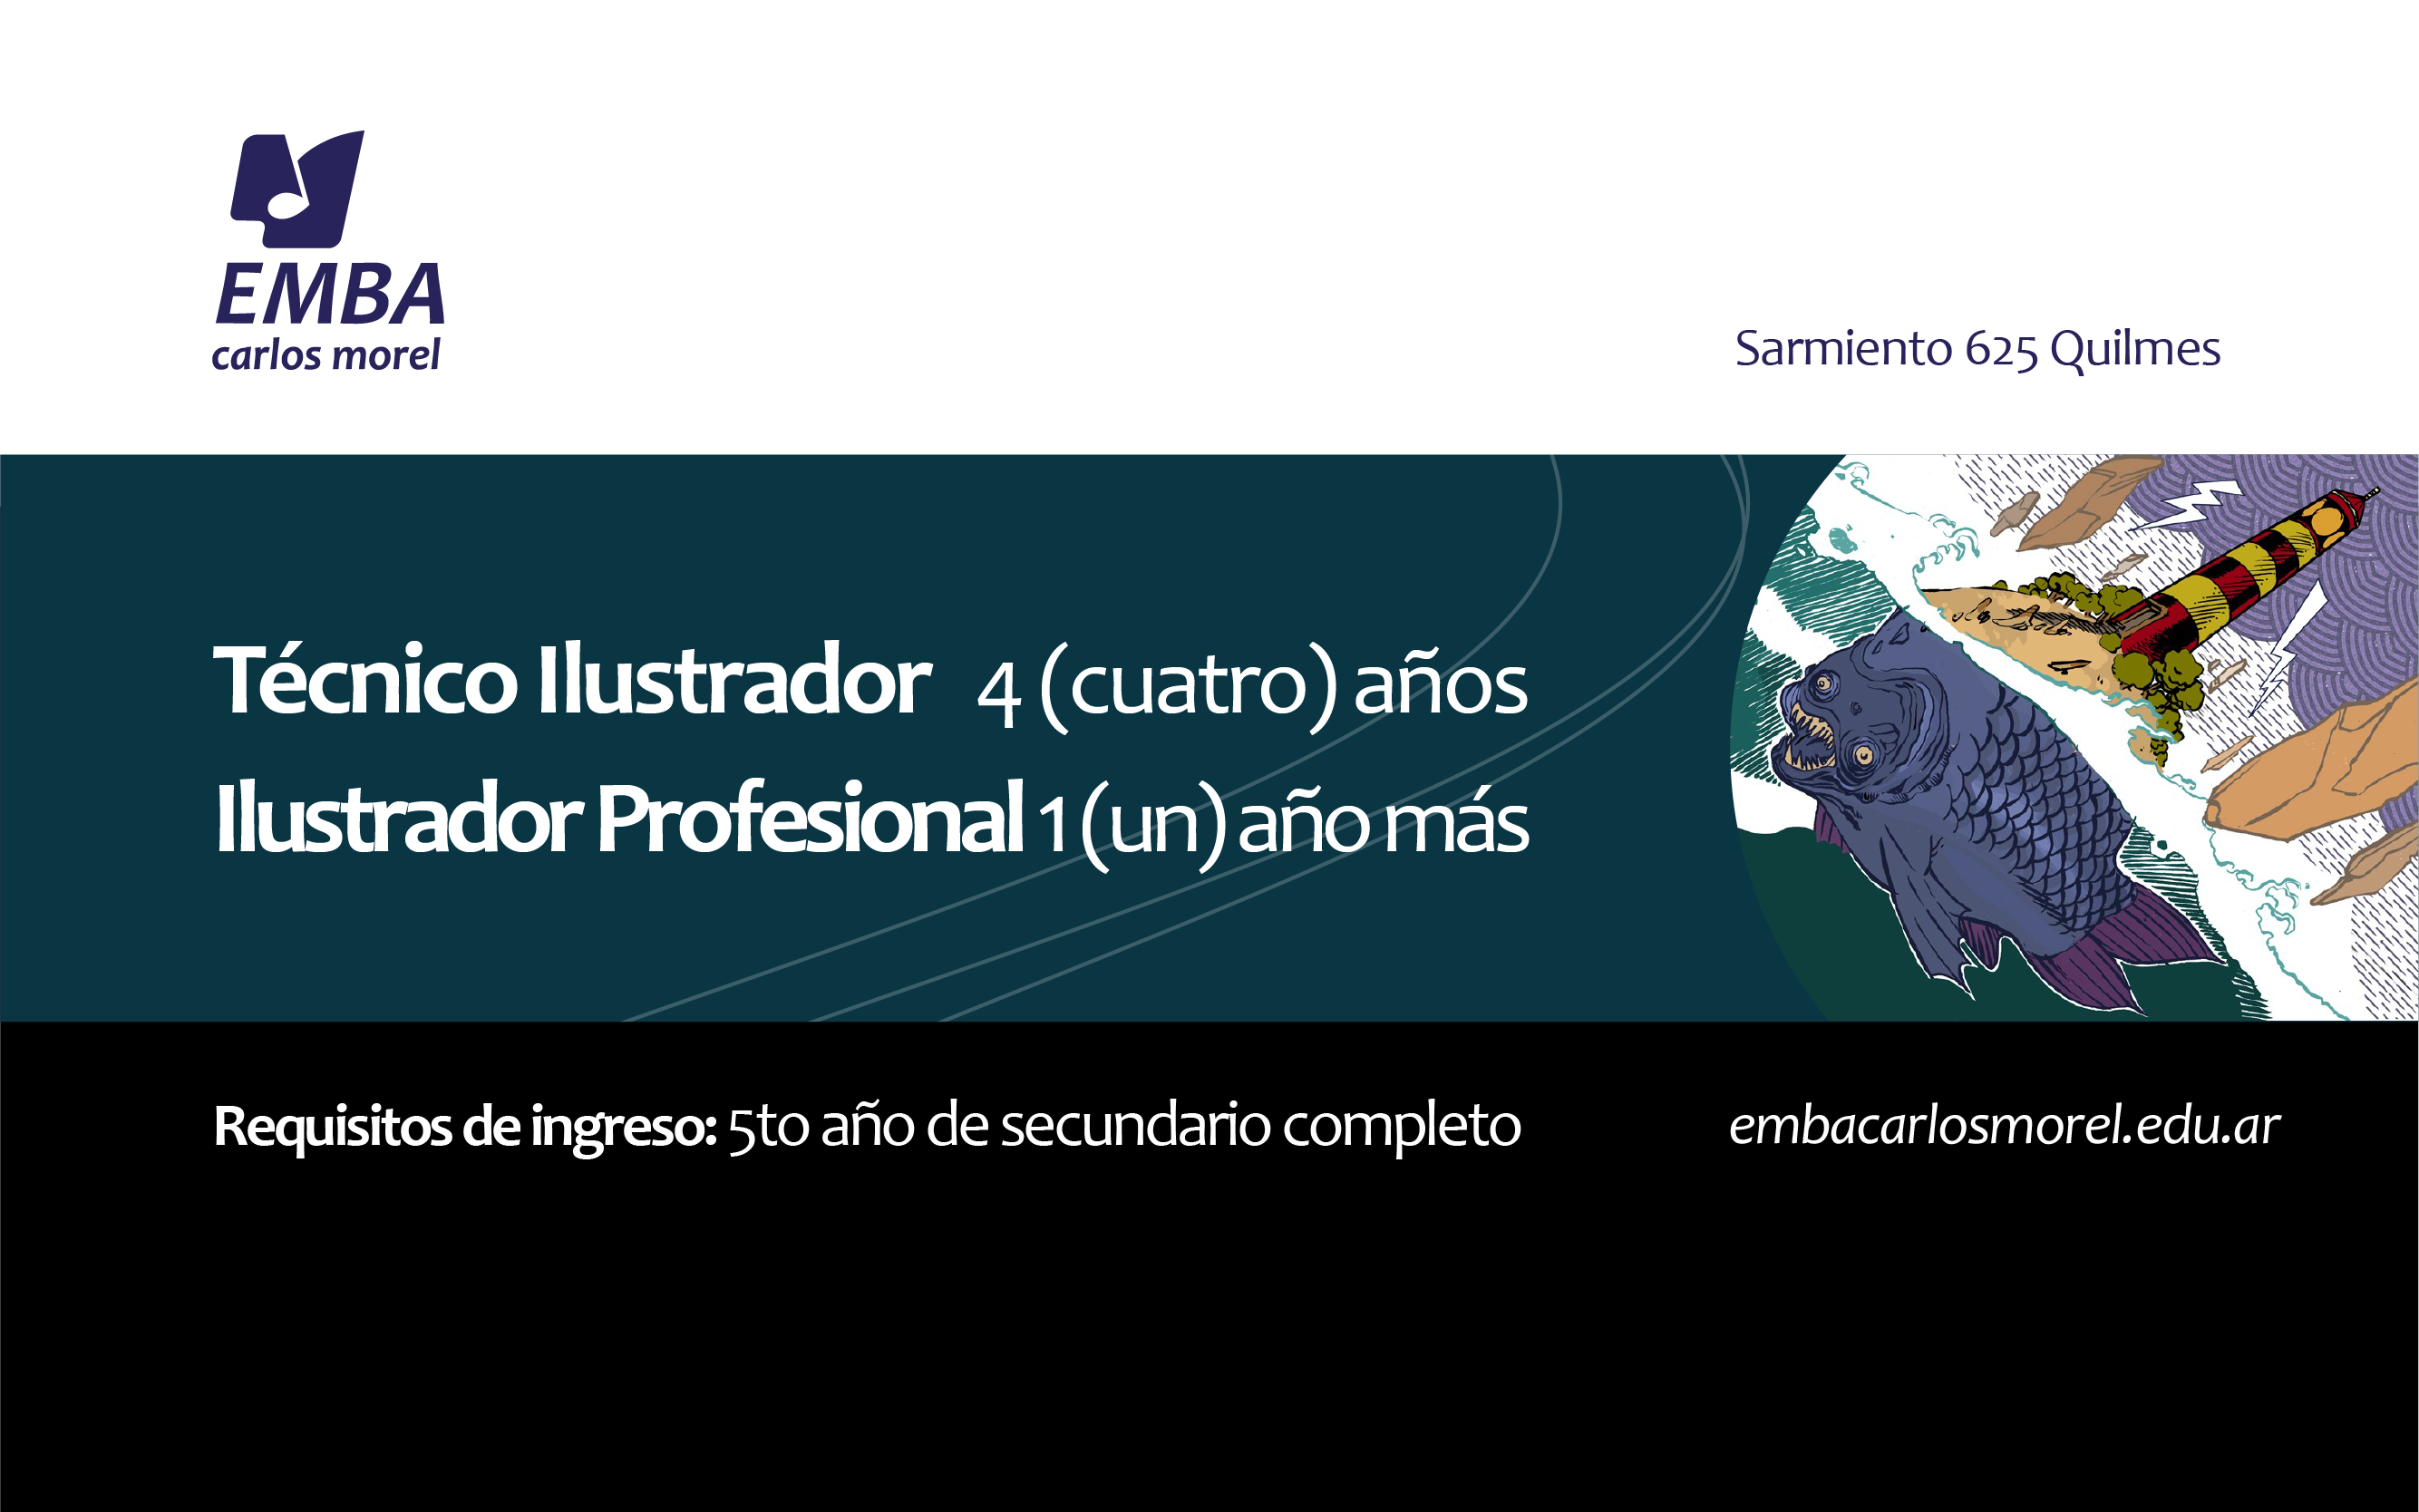 EMBA
carlos morel
Sarmiento 625 Quilmes
Técnico Ilustrador 4 (cuatro) años
Ilustrador Profesional 1 (un) año más
Requisitos de ingreso: 5to año de secundario completo
embacarlosmorel.edu.ar